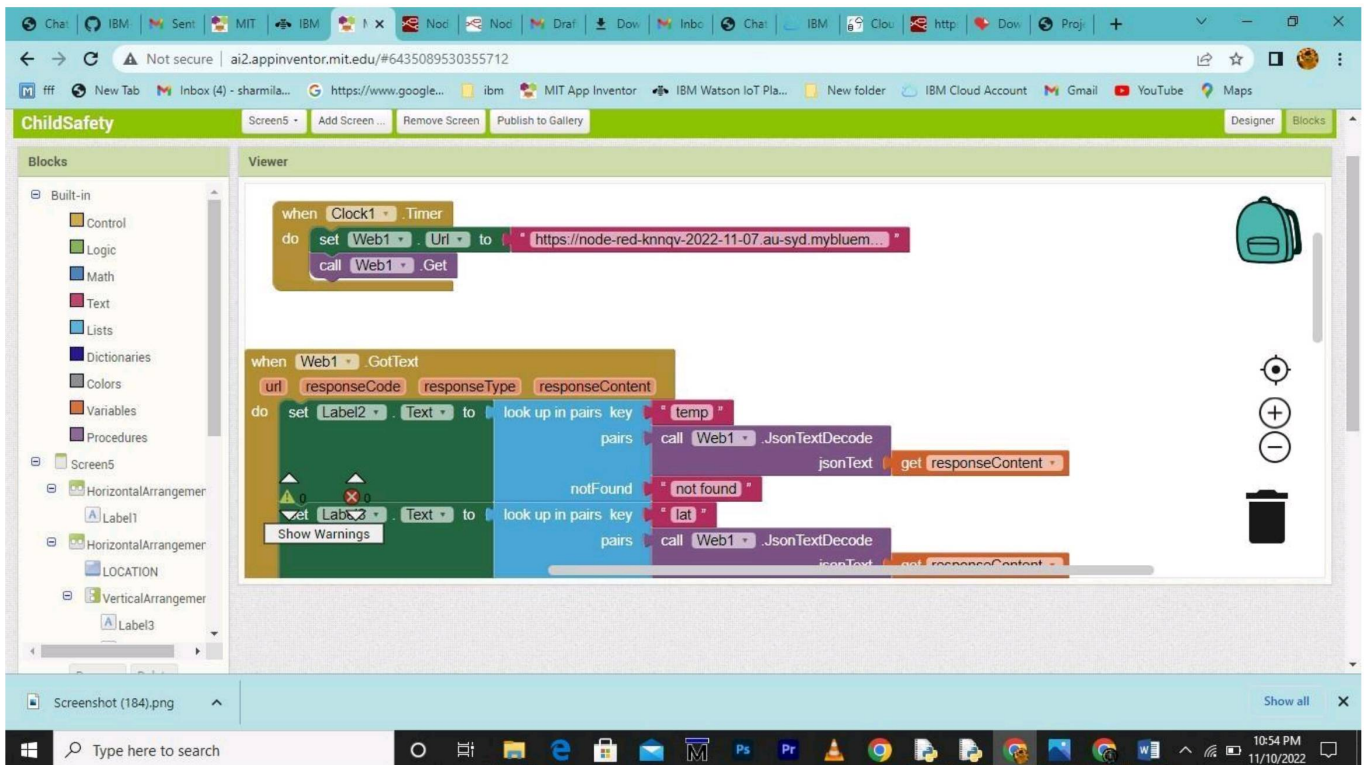 Chat IBM- Sent MIT IBM Nod Nod Draf Dow Inbo Chat IBM Clou http Dow Proj
Not secure ai2.appinventor.mit.edu/#6435089530355712
fff New Tab Inbox (4) - sharmila... https://www.google... ibm MIT App Inventor IBM Watson IoT Pla... New folder IBM Cloud Account Gmail YouTube Maps
ChildSafety Screen5 Add Screen ... Remove Screen Publish to Gallery Designer Blocks
Blocks Viewer
Built-in
Control
Logic
Math
Text
Lists
Dictionaries
Colors
Variables
Procedures
Screen5
HorizontalArrangemer
Label1
HorizontalArrangemer
LOCATION
VerticalArrangemer
Label3
when Clock1 .Timer
do set Web1 . Url to " https://node-red-knnqv-2022-11-07.au-syd.mybluem... "
call Web1 .Get
when Web1 .GotText
url responseCode responseType responseContent
do set Label2 . Text to look up in pairs key " temp "
pairs call Web1 .JsonTextDecode
jsonText get responseContent
notFound " not found "
0 0
set Label3 . Text to look up in pairs key " lat "
Show Warnings
pairs call Web1 .JsonTextDecode
jsonText get responseContent
Screenshot (184).png Show all
Type here to search
10:54 PM
11/10/2022